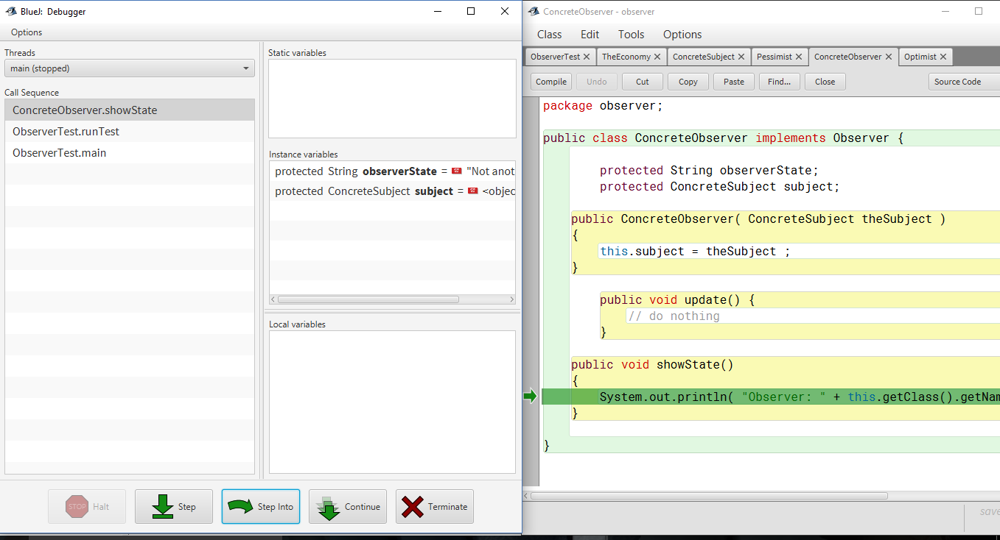 BlueJ: Debugger
Options
Threads
main (stopped)
Call Sequence
ConcreteObserver.showState
ObserverTest.runTest
ObserverTest.main
Static variables
Instance variables
protected String observerState = "Not anot
protected ConcreteSubject subject = <objec
Local variables
STOP Halt
Step
Step Into
Continue
Terminate
ConcreteObserver - observer
Class Edit Tools Options
ObserverTest TheEconomy ConcreteSubject Pessimist ConcreteObserver Optimist
Compile Undo Cut Copy Paste Find... Close Source Code
package observer;
public class ConcreteObserver implements Observer {
protected String observerState;
protected ConcreteSubject subject;
public ConcreteObserver( ConcreteSubject theSubject )
{
this.subject = theSubject ;
}
public void update() {
// do nothing
}
public void showState()
{
System.out.println( "Observer: " + this.getClass().getNam
}
}
save